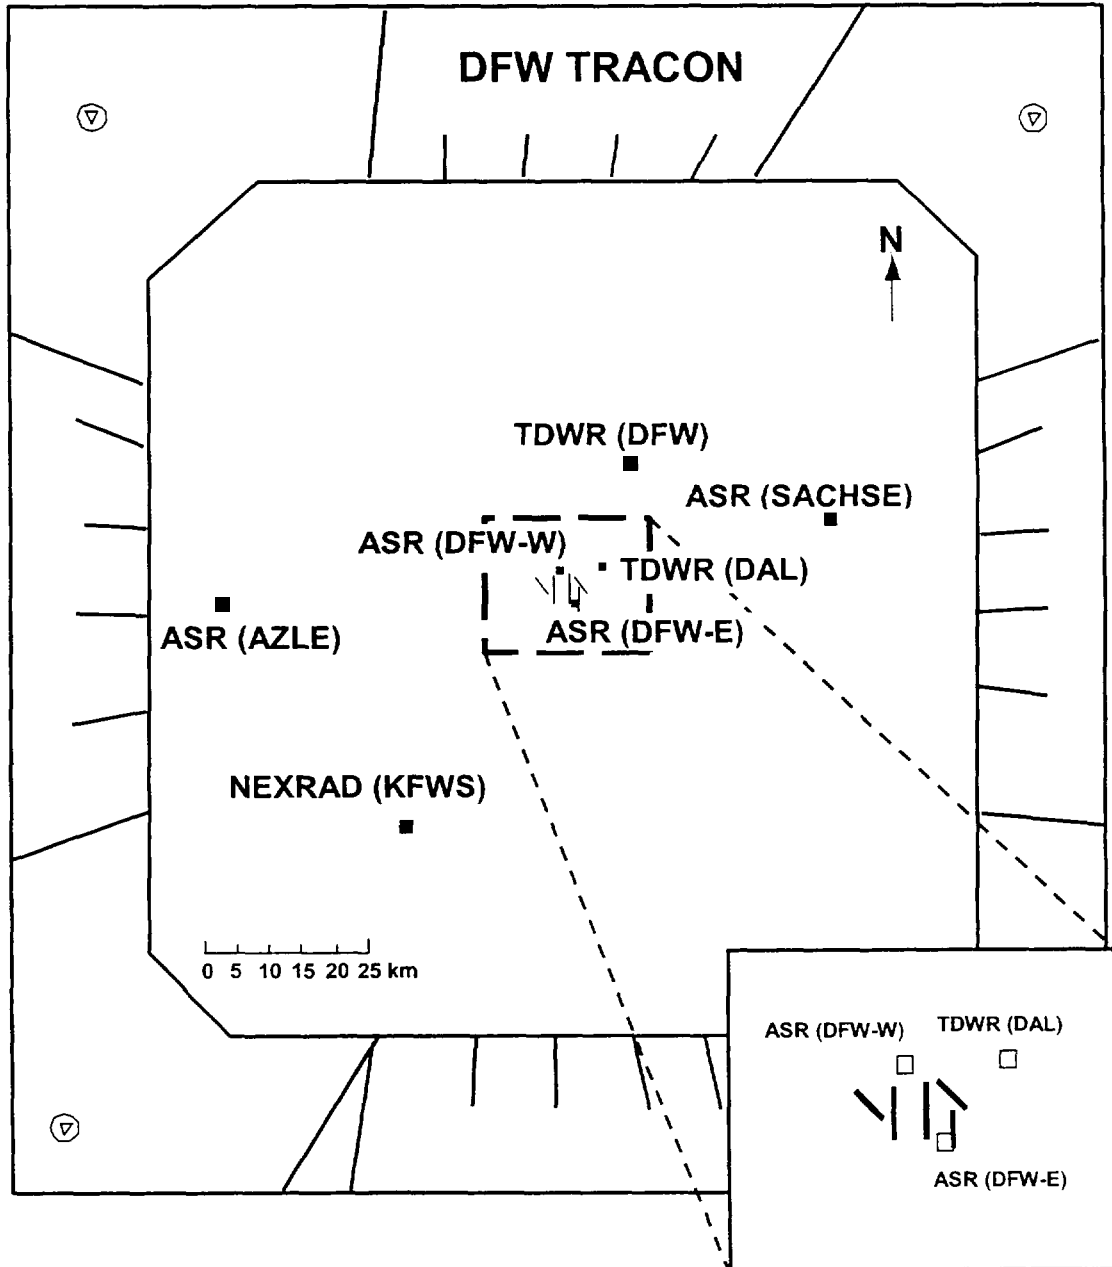 DFW TRACON
N
TDWR (DFW)
ASR (SACHSE)
ASR (DFW-W)
TDWR (DAL)
ASR (DFW-E)
ASR (AZLE)
NEXRAD (KFWS)
0 5 10 15 20 25 km
ASR (DFW-W) TDWR (DAL)
ASR (DFW-E)